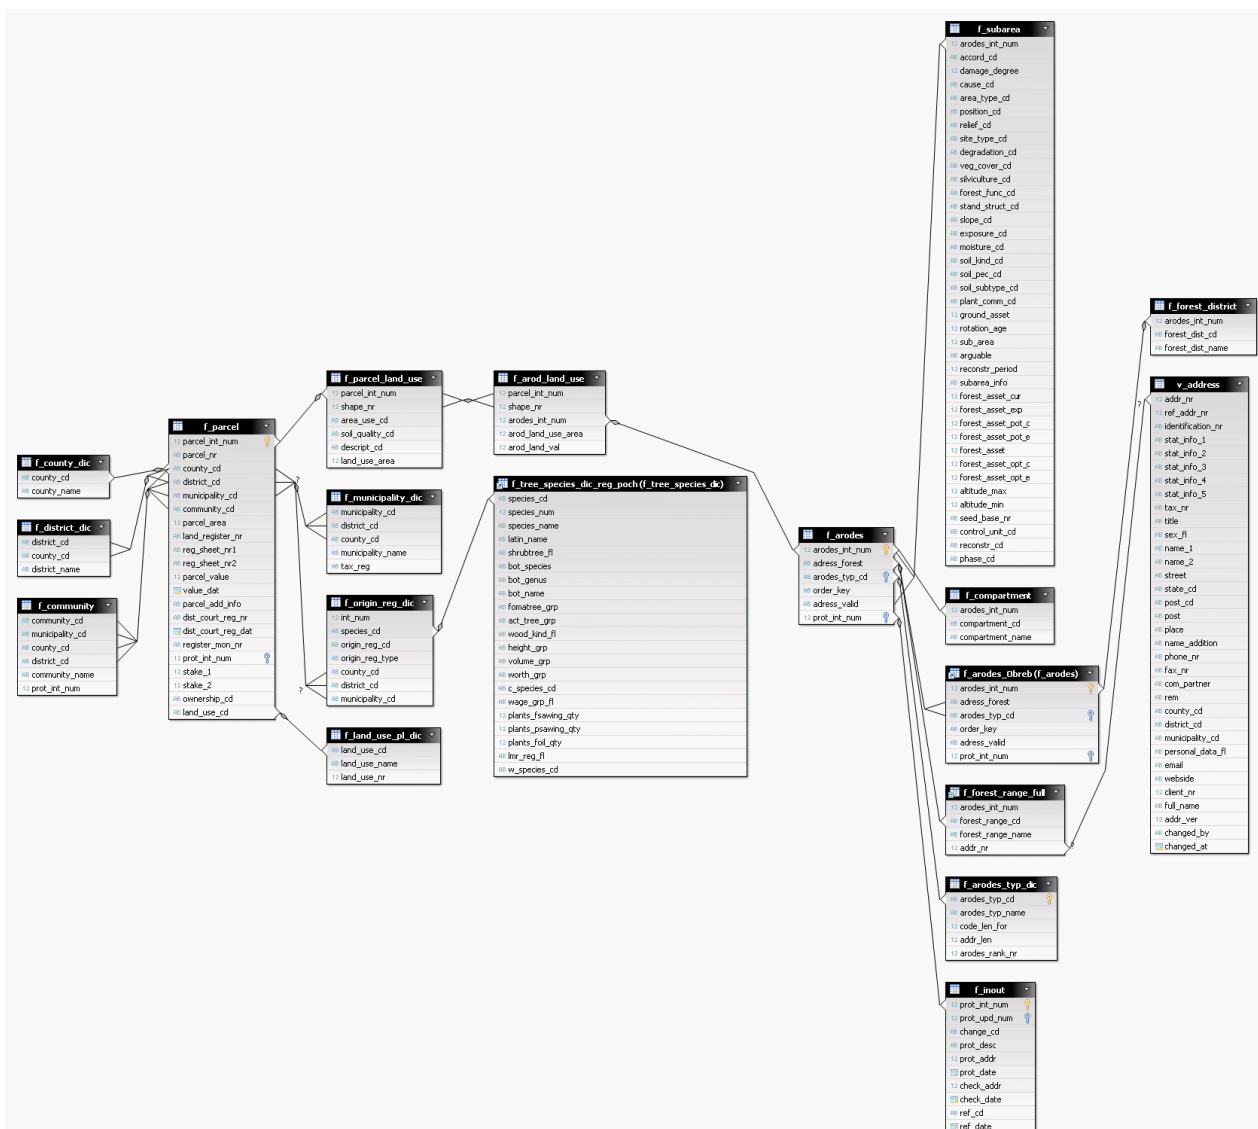 f_county_dic
county_cd
county_name
f_district_dic
district_cd
county_cd
district_name
f_community
community_cd
municipality_cd
county_cd
district_cd
community_name
prot_int_num
f_parcel
parcel_int_num
parcel_nr
county_cd
district_cd
municipality_cd
community_cd
parcel_area
land_register_nr
reg_sheet_nr1
reg_sheet_nr2
parcel_value
value_dat
parcel_add_info
dist_court_reg_nr
dist_court_reg_dat
register_mon_nr
prot_int_num
stake_1
stake_2
ownership_cd
land_use_cd
f_parcel_land_use
parcel_int_num
shape_nr
area_use_cd
soil_quality_cd
descript_cd
land_use_area
f_municipality_dic
municipality_cd
district_cd
county_cd
municipality_name
tax_reg
f_origin_reg_dic
int_num
species_cd
origin_reg_cd
origin_reg_type
county_cd
district_cd
municipality_cd
f_land_use_pl_dic
land_use_cd
land_use_name
land_use_nr
f_arod_land_use
parcel_int_num
shape_nr
arodes_int_num
arod_land_use_area
arod_land_val
f_tree_species_dic_reg_poch (f_tree_species_dic)
species_cd
species_num
species_name
latin_name
shrubtree_fl
bot_species
bot_genus
bot_name
fomatree_grp
act_tree_grp
wood_kind_fl
height_grp
volume_grp
worth_grp
c_species_cd
wage_grp_fl
plants_fsawing_qty
plants_psawing_qty
plants_foil_qty
lmr_reg_fl
w_species_cd
f_arodes
arodes_int_num
adress_forest
arodes_typ_cd
order_key
adress_valid
prot_int_num
f_subarea
arodes_int_num
accord_cd
damage_degree
cause_cd
area_type_cd
position_cd
relief_cd
site_type_cd
degradation_cd
veg_cover_cd
silviculture_cd
forest_func_cd
stand_struct_cd
slope_cd
exposure_cd
moisture_cd
soil_kind_cd
soil_pec_cd
soil_subtype_cd
plant_comm_cd
ground_asset
rotation_age
sub_area
arguable
reconstr_period
subarea_info
forest_asset_cur
forest_asset_exp
forest_asset_pot_c
forest_asset_pot_e
forest_asset
forest_asset_opt_c
forest_asset_opt_e
altitude_max
altitude_min
seed_base_nr
control_unit_cd
reconstr_cd
phase_cd
f_compartment
arodes_int_num
compartment_cd
compartment_name
f_arodes_Obreb (f_arodes)
arodes_int_num
adress_forest
arodes_typ_cd
order_key
adress_valid
prot_int_num
f_forest_range_full
arodes_int_num
forest_range_cd
forest_range_name
addr_nr
f_arodes_typ_dic
arodes_typ_cd
arodes_typ_name
code_len_for
addr_len
arodes_rank_nr
f_inout
prot_int_num
prot_upd_num
change_cd
prot_desc
prot_addr
prot_date
check_addr
check_date
ref_cd
ref_date
f_forest_district
arodes_int_num
forest_dist_cd
forest_dist_name
v_address
addr_nr
ref_addr_nr
identification_nr
stat_info_1
stat_info_2
stat_info_3
stat_info_4
stat_info_5
tax_nr
title
sex_fl
name_1
name_2
street
state_cd
post_cd
post
place
name_addition
phone_nr
fax_nr
com_partner
rem
county_cd
district_cd
municipality_cd
personal_data_fl
email
webside
client_nr
full_name
addr_ver
changed_by
changed_at